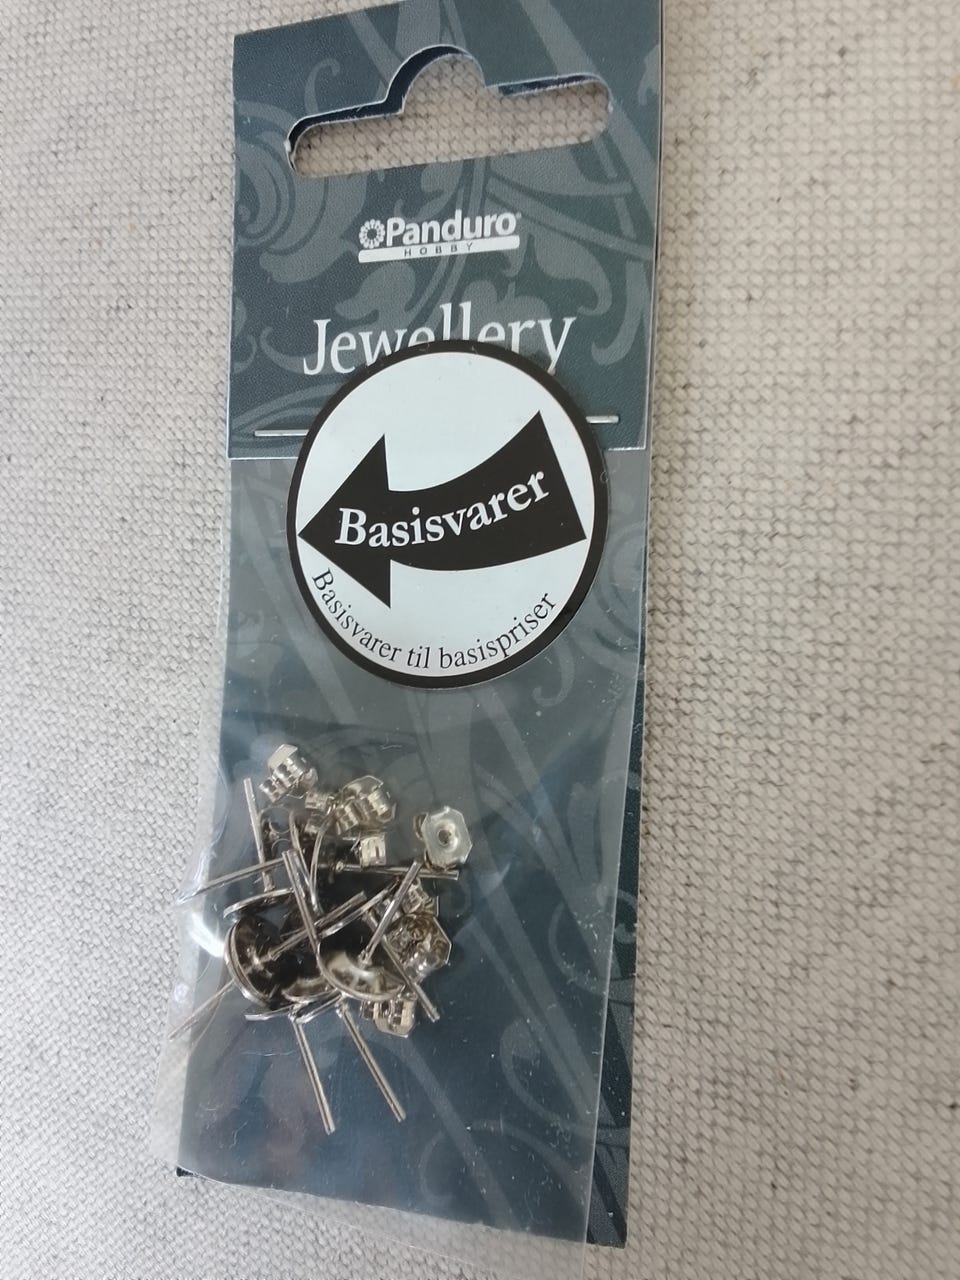 Panduro
HOBBY
Jewellery
Basisvarer
Basisvarer til basispriser